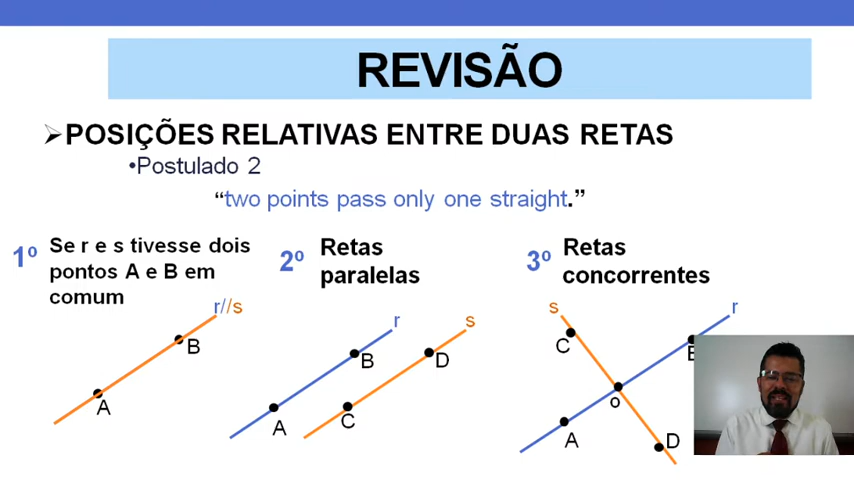 REVISÃO
➢POSIÇÕES RELATIVAS ENTRE DUAS RETAS
•Postulado 2
“two points pass only one straight.”
1º
Se r e s tivesse dois
pontos A e B em
comum
r//s
B
A
2º
Retas
paralelas
r
s
B
D
A
C
3º
Retas
concorrentes
s
r
C
o
A
D